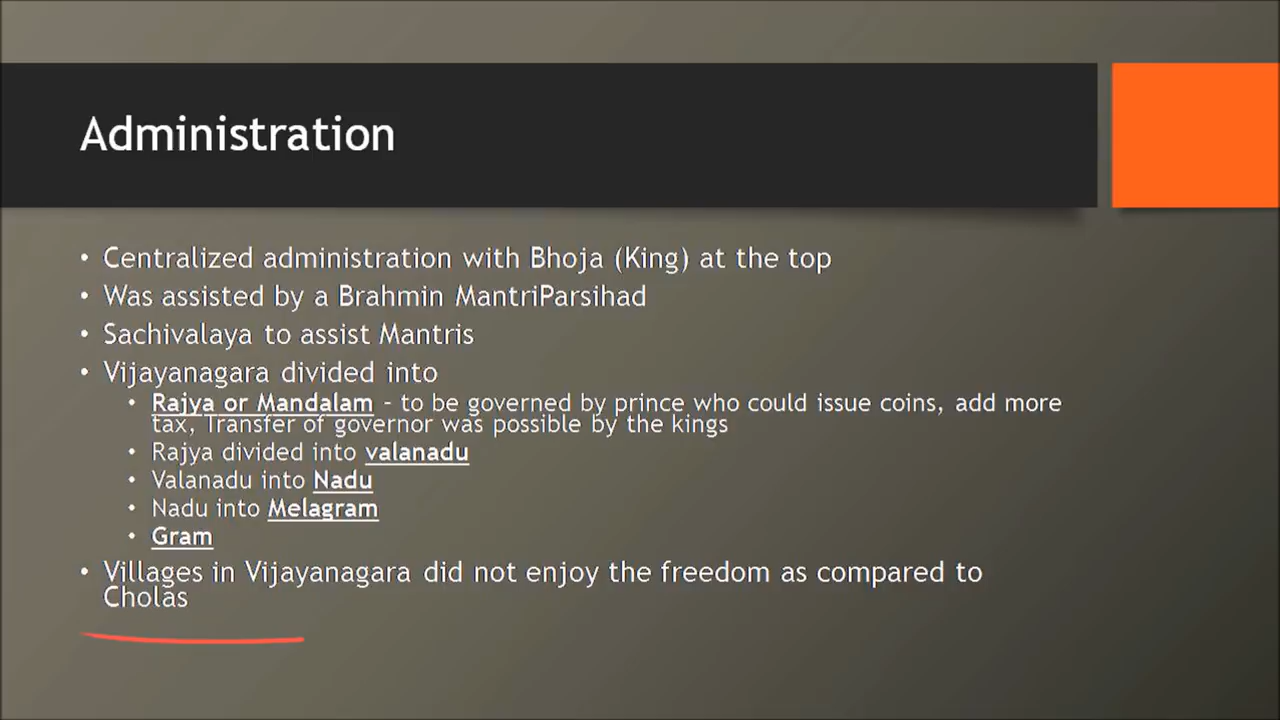 Administration
• Centralized administration with Bhoja (King) at the top
• Was assisted by a Brahmin MantriParsihad
• Sachivalaya to assist Mantris
• Vijayanagara divided into
• Rajya or Mandalam – to be governed by prince who could issue coins, add more
tax, Transfer of governor was possible by the kings
• Rajya divided into valanadu
• Valanadu into Nadu
• Nadu into Melagram
• Gram
• Villages in Vijayanagara did not enjoy the freedom as compared to
Cholas